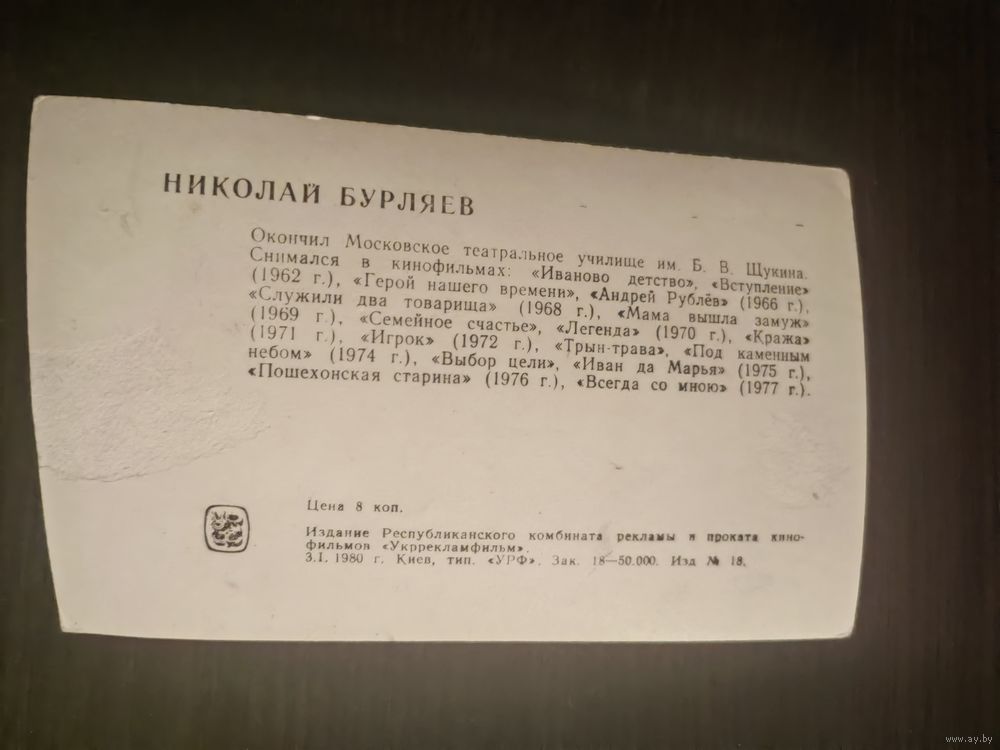 НИКОЛАЙ БУРЛЯЕВ
Окончил Московское театральное училище им. Б. В. Щукина.
Снимался в кинофильмах: «Иваново детство», «Вступление»
(1962 г.), «Герой нашего времени», «Андрей Рублёв» (1966 г.),
«Служили два товарища» (1968 г.), «Мама вышла замуж»
(1969 г.), «Семейное счастье», «Легенда» (1970 г.), «Кража»
(1971 г.), «Игрок» (1972 г.), «Трын-трава», «Под каменным
небом» (1974 г.), «Выбор цели», «Иван да Марья» (1975 г.),
«Пошехонская старина» (1976 г.), «Всегда со мною» (1977 г.).
Цена 8 коп.
Издание Республиканского комбината рекламы и проката кино-
фильмов «Укррекламфильм».
3.I. 1980 г. Киев, тип. «УРФ». Зак. 18—50.000. Изд № 18.
www.ay.by